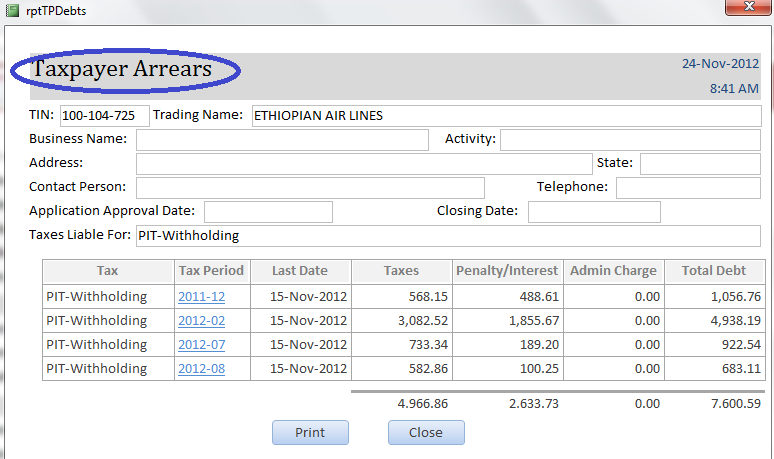 rptTPDebts
Taxpayer Arrears
24-Nov-2012
8:41 AM
TIN: 100-104-725 Trading Name: ETHIOPIAN AIR LINES
Business Name: Activity:
Address: State:
Contact Person: Telephone:
Application Approval Date: Closing Date:
Taxes Liable For: PIT-Withholding
Tax Tax Period Last Date Taxes Penalty/Interest Admin Charge Total Debt
PIT-Withholding 2011-12 15-Nov-2012 568.15 488.61 0.00 1,056.76
PIT-Withholding 2012-02 15-Nov-2012 3,082.52 1,855.67 0.00 4,938.19
PIT-Withholding 2012-07 15-Nov-2012 733.34 189.20 0.00 922.54
PIT-Withholding 2012-08 15-Nov-2012 582.86 100.25 0.00 683.11
4.966.86 2.633.73 0.00 7.600.59
Print Close